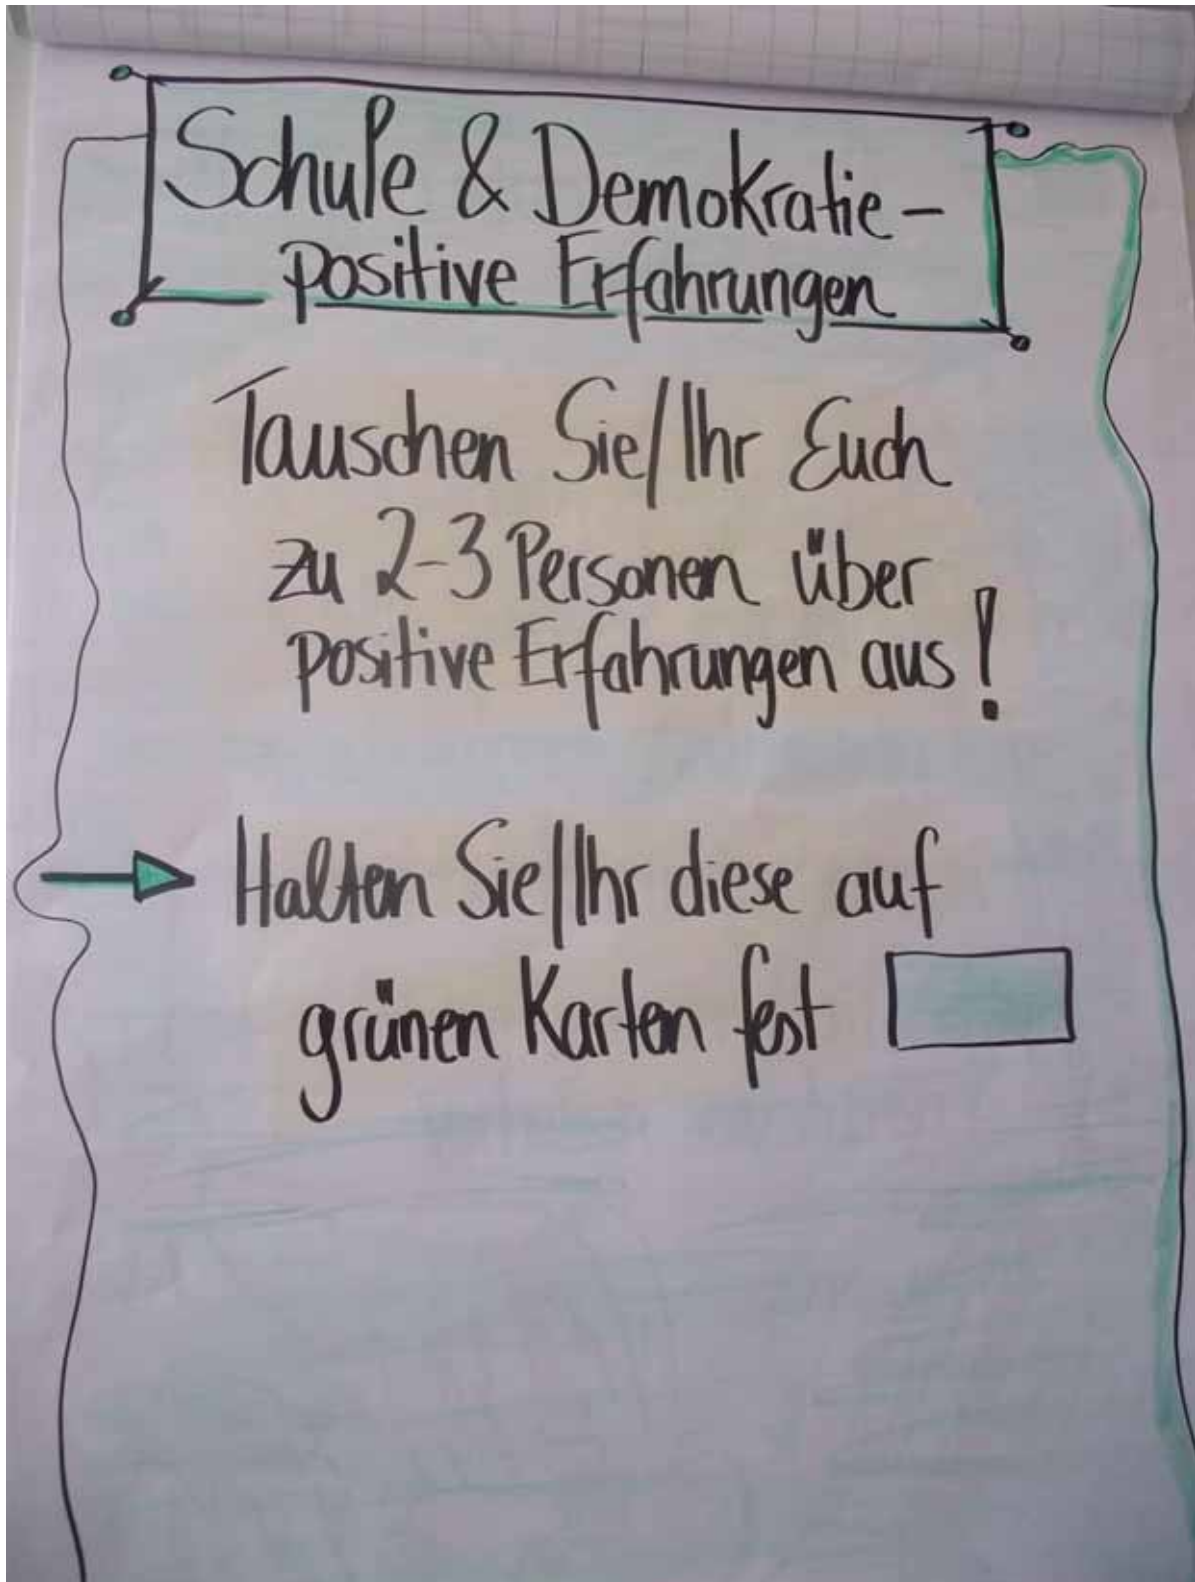 Schule & Demokratie –
positive Erfahrungen
Tauschen Sie/Ihr Euch
zu 2-3 Personen über
positive Erfahrungen aus!
Halten Sie/Ihr diese auf
grünen Karten fest